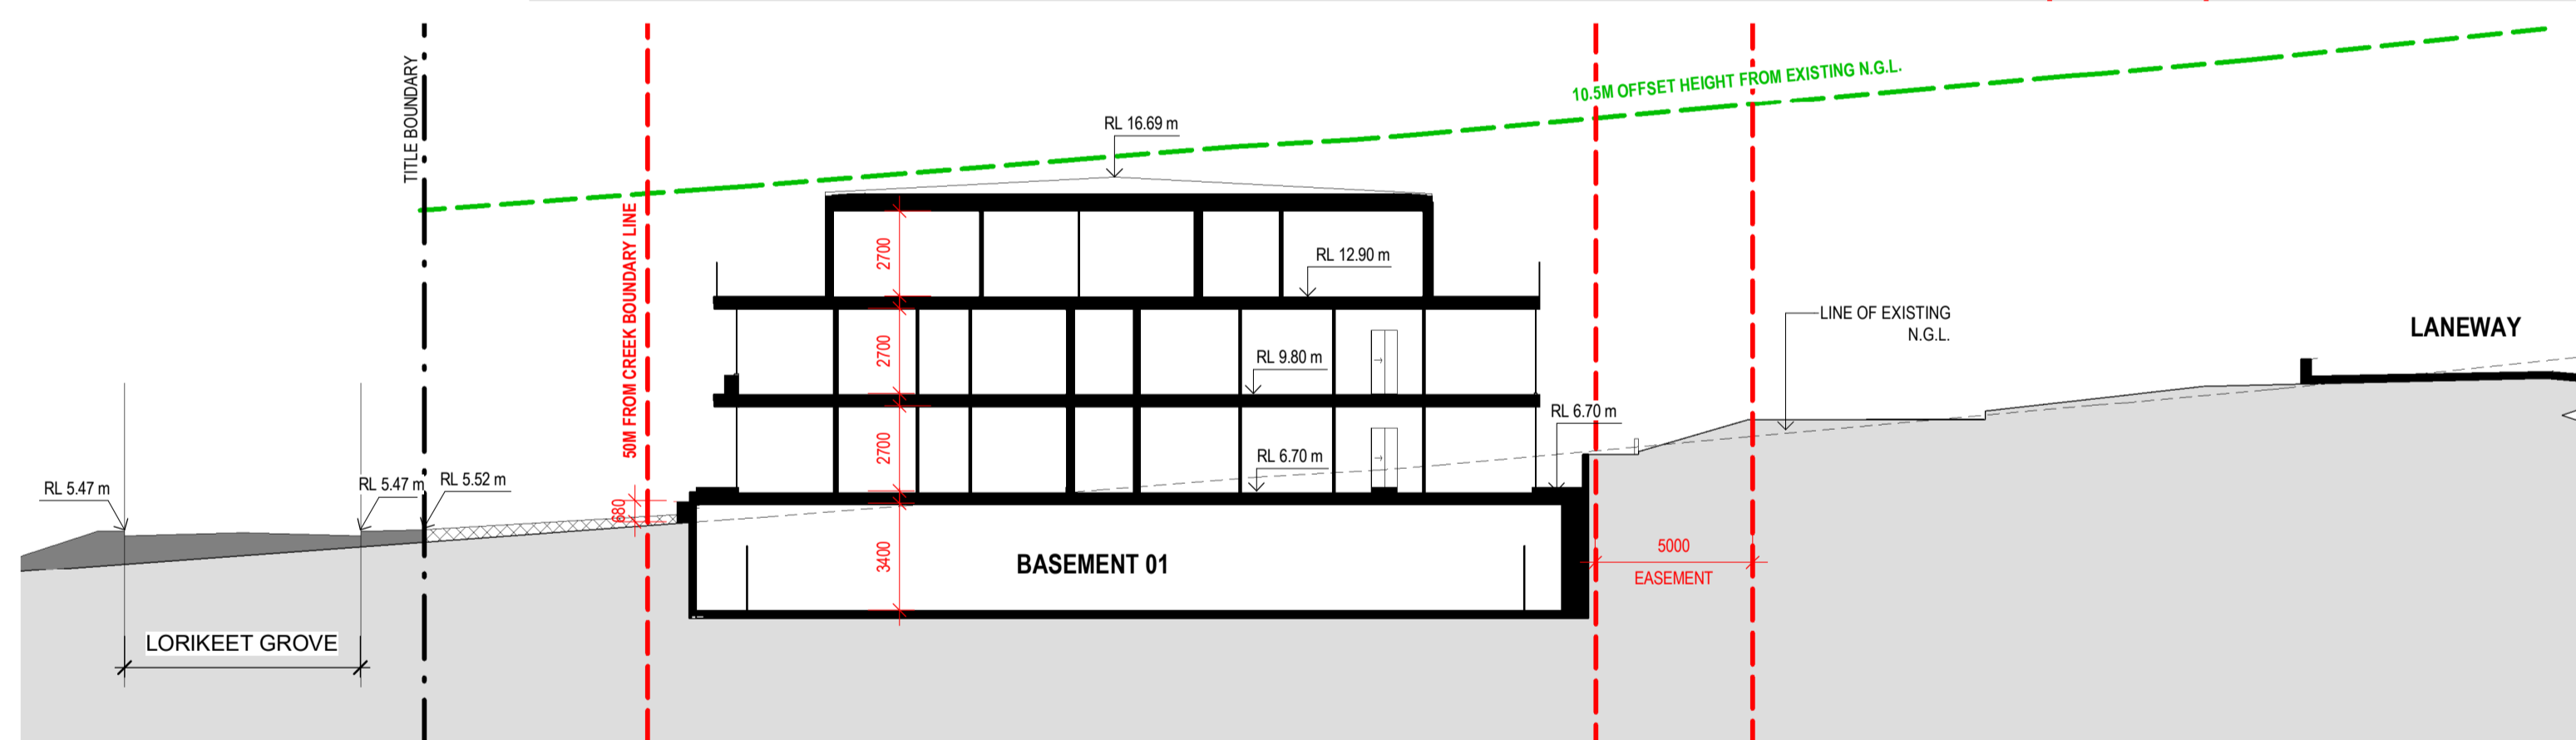 TITLE BOUNDARY
10.5M OFFSET HEIGHT FROM EXISTING N.G.L.
RL 16.69 m
50M FROM CREEK BOUNDARY LINE
2700
RL 12.90 m
LINE OF EXISTING
N.G.L.
LANEWAY
2700
RL 9.80 m
RL 6.70 m
2700
RL 6.70 m
RL 5.47 m
RL 5.47 m
RL 5.52 m
680
3400
BASEMENT 01
5000
EASEMENT
LORIKEET GROVE